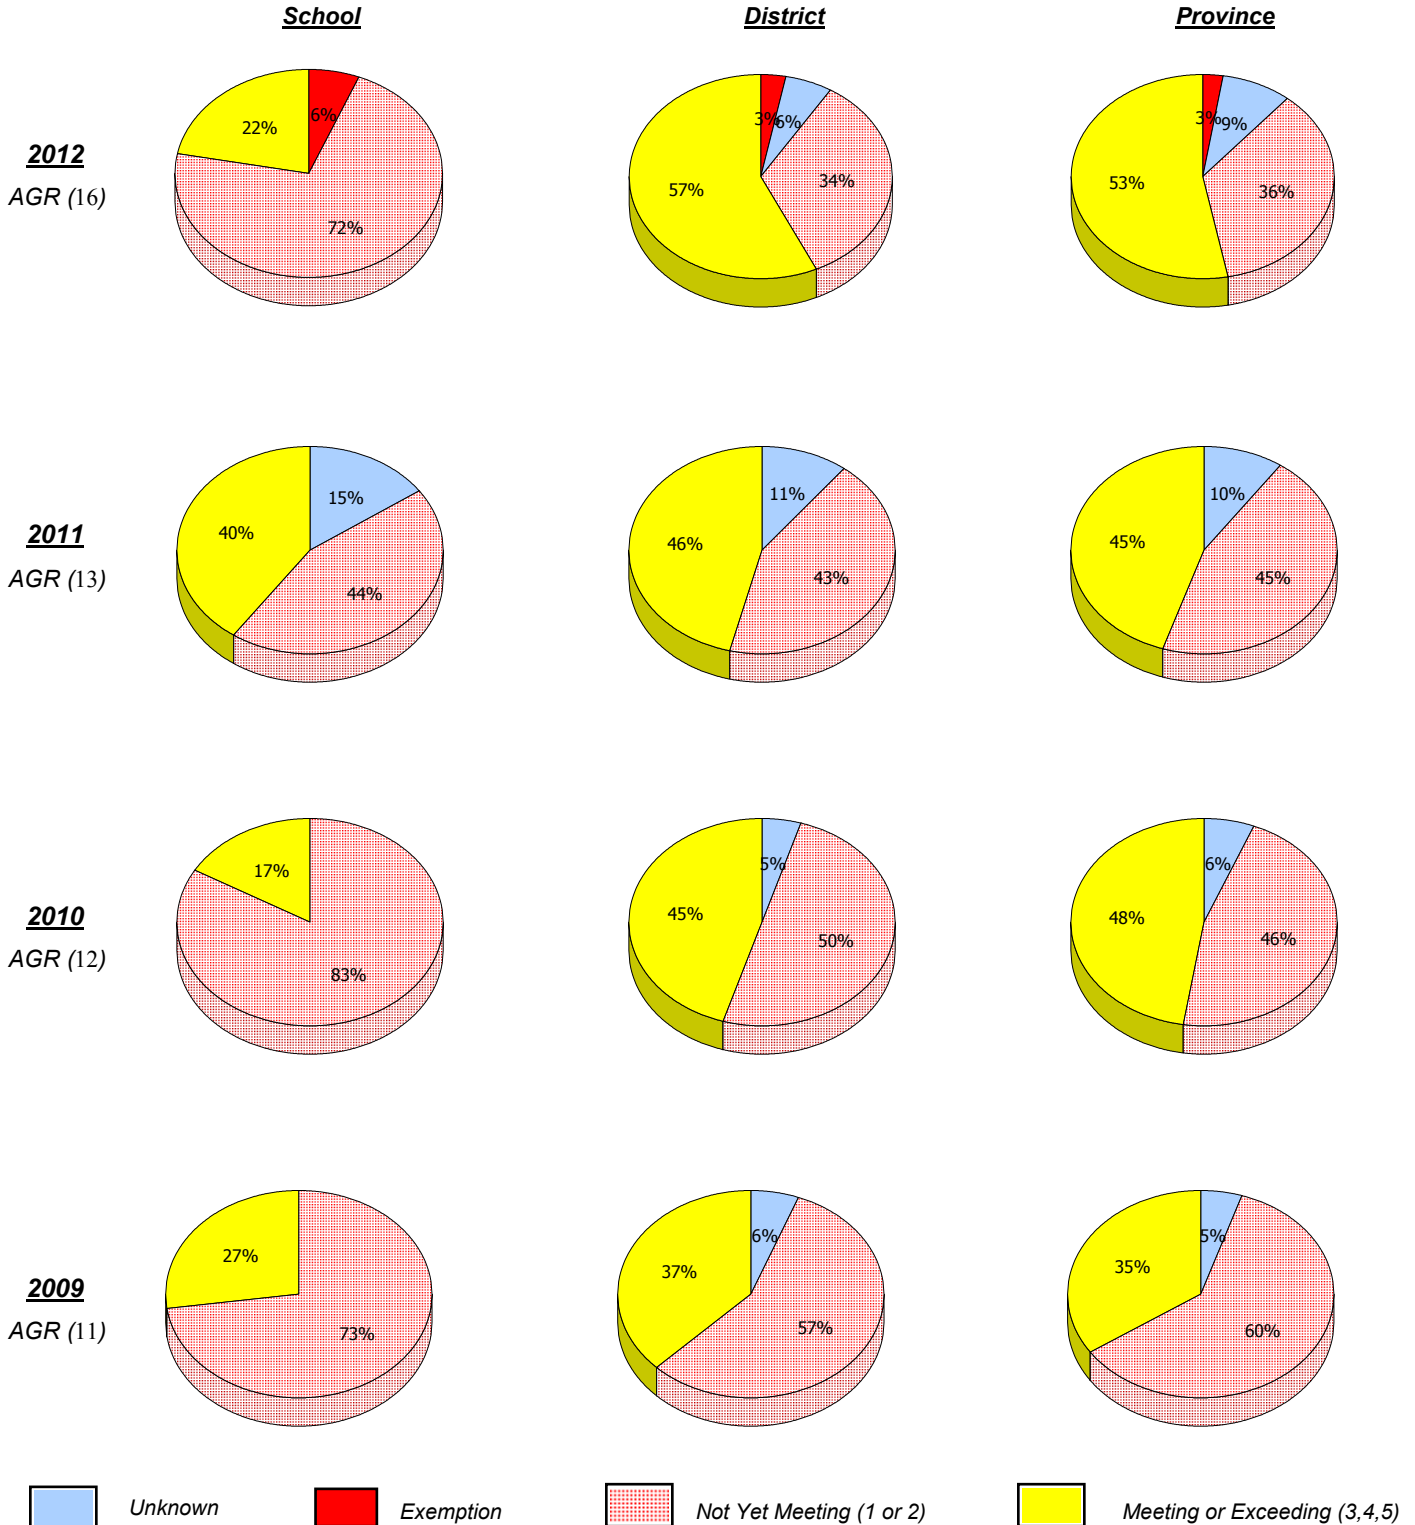 School District Province
6% 3% 6% 3% 9%
22%
2012 57% 34% 53% 36%
AGR (16)
72%
15% 11% 10%
2011 40% 46% 45%
AGR (13) 44% 43% 45%
17% 5% 6%
2010 45% 50% 48% 46%
AGR (12)
83%
27% 6% 5%
2009 37% 35%
AGR (11) 73% 57% 60%
Unknown Exemption Not Yet Meeting (1 or 2) Meeting or Exceeding (3,4,5)